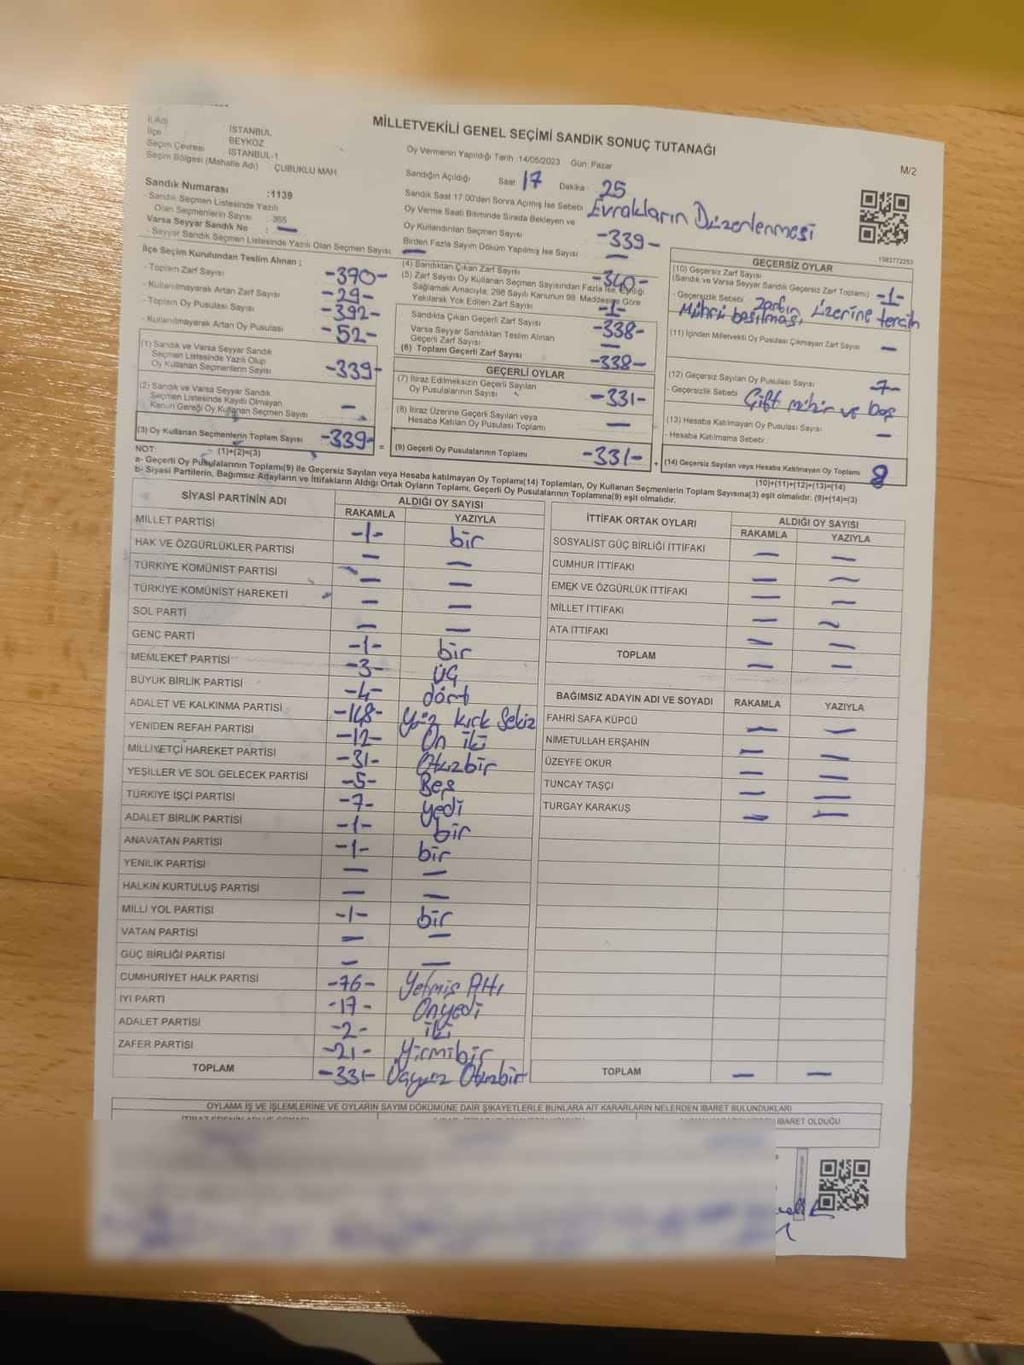 MİLLETVEKİLİ GENEL SEÇİMİ SANDIK SONUÇ TUTANAĞI
M/2
İl Adı İSTANBUL
İlçe BEYKOZ
Seçim Çevresi İSTANBUL-1
Seçim Bölgesi (Mahalle Adı) ÇUBUKLU MAH
Oy Vermenin Yapıldığı Tarih :14/05/2023 Gün: Pazar
Sandığın Açıldığı Saat 17 Dakika : 25
Sandık Saat 17.00'den Sonra Açılmış İse Sebebi Evrakların Düzenlenmesi
Oy Verme Saati Bitiminde Sırada Bekleyen ve
Oy Kullandırılan Seçmen Sayısı -339-
Birden Fazla Sayım Döküm Yapılmış İse Sayısı —
Sandık Numarası :1139
- Sandık Seçmen Listesinde Yazılı
Olan Seçmenlerin Sayısı : 355
Varsa Seyyar Sandık No : —
- Seyyar Sandık Seçmen Listesinde Yazılı Olan Seçmen Sayısı: —
İlçe Seçim Kurulundan Teslim Alınan ;
- Toplam Zarf Sayısı -390-
- Kullanılmayarak Artan Zarf Sayısı -29-
- Toplam Oy Pusulası Sayısı -392-
- Kullanılmayarak Artan Oy Pusulası -52-
(1) Sandık ve Varsa Seyyar Sandık
Seçmen Listesinde Yazılı Olup
Oy Kullanan Seçmenlerin Sayısı -339-
(2) Sandık ve Varsa Seyyar Sandık
Seçmen Listesinde Kayıtlı Olmayan
Kanun Gereği Oy Kullanan Seçmen Sayısı —
(3) Oy Kullanan Seçmenlerin Toplam Sayısı -339-
(1)+(2)=(3)
(4) Sandıktan Çıkan Zarf Sayısı -340-
(5) Zarf Sayısı Oy Kullanan Seçmen Sayısından Fazla İse, Eşitliği
Sağlamak Amacıyla; 298 Sayılı Kanunun 98. Maddesine Göre
Yakılarak Yok Edilen Zarf Sayısı -1-
Sandıkta Çıkan Geçerli Zarf Sayısı -338-
Varsa Seyyar Sandıktan Teslim Alınan
Geçerli Zarf Sayısı —
(6) Toplam Geçerli Zarf Sayısı -338-
GEÇERLİ OYLAR
(7) İtiraz Edilmeksizin Geçerli Sayılan
Oy Pusulalarının Sayısı -331-
(8) İtiraz Üzerine Geçerli Sayılan veya
Hesaba Katılan Oy Pusulası Toplamı —
(9) Geçerli Oy Pusulalarının Toplamı -331-
GEÇERSİZ OYLAR
(10) Geçersiz Zarf Sayısı
(Sandık ve Varsa Seyyar Sandık Geçersiz Zarf Toplamı) -1-
- Geçersizlik Sebebi : Zarfın Üzerine tercih
Mührü basılması
(11) İçinden Milletvekili Oy Pusulası Çıkmayan Zarf Sayısı —
(12) Geçersiz Sayılan Oy Pusulası Sayısı -7-
- Geçersizlik Sebebi : Çift mühür ve boş
(13) Hesaba Katılmayan Oy Pusulası Sayısı —
- Hesaba Katılmama Sebebi :
(14) Geçersiz Sayılan veya Hesaba Katılmayan Oy Toplamı 8
(10)+(11)+(12)+(13)=(14)
NOT:
a- Geçerli Oy Pusulalarının Toplamı(9) ile Geçersiz Sayılan veya Hesaba katılmayan Oy Toplamı(14) Toplamları, Oy Kullanan Seçmenlerin Toplam Sayısına(3) eşit olmalıdır. (9)+(14)=(3)
b- Siyasi Partilerin, Bağımsız Adayların ve İttifakların Aldığı Ortak Oyların Toplamı, Geçerli Oy Pusulalarının Toplamına(9) eşit olmalıdır.
SİYASİ PARTİNİN ADI ALDIĞI OY SAYISI
RAKAMLA YAZIYLA
MİLLET PARTİSİ -1- bir
HAK VE ÖZGÜRLÜKLER PARTİSİ — —
TÜRKİYE KOMÜNİST PARTİSİ — —
TÜRKİYE KOMÜNİST HAREKETİ — —
SOL PARTİ — —
GENÇ PARTİ -1- bir
MEMLEKET PARTİSİ -3- üç
BÜYÜK BİRLİK PARTİSİ -4- dört
ADALET VE KALKINMA PARTİSİ -148- Yüz kırk Sekiz
YENİDEN REFAH PARTİSİ -12- On iki
MİLLİYETÇİ HAREKET PARTİSİ -31- Otuzbir
YEŞİLLER VE SOL GELECEK PARTİSİ -5- Beş
TÜRKİYE İŞÇİ PARTİSİ -7- yedi
ADALET BİRLİK PARTİSİ -1- bir
ANAVATAN PARTİSİ -1- bir
YENİLİK PARTİSİ — —
HALKIN KURTULUŞ PARTİSİ — —
MİLLİ YOL PARTİSİ -1- bir
VATAN PARTİSİ — —
GÜÇ BİRLİĞİ PARTİSİ — —
CUMHURİYET HALK PARTİSİ -76- Yetmiş Altı
İYİ PARTİ -17- Onyedi
ADALET PARTİSİ -2- iki
ZAFER PARTİSİ -21- Yirmibir
TOPLAM -331- Üçyüz Otuzbir
İTTİFAK ORTAK OYLARI ALDIĞI OY SAYISI
RAKAMLA YAZIYLA
SOSYALİST GÜÇ BİRLİĞİ İTTİFAKI — —
CUMHUR İTTİFAKI — —
EMEK VE ÖZGÜRLÜK İTTİFAKI — —
MİLLET İTTİFAKI — —
ATA İTTİFAKI — —
TOPLAM — —
BAĞIMSIZ ADAYIN ADI VE SOYADI RAKAMLA YAZIYLA
FAHRİ SAFA KÜPCÜ — —
NİMETULLAH ERŞAHİN — —
ÜZEYFE OKUR — —
TUNCAY TAŞÇI — —
TURGAY KARAKUŞ — —
TOPLAM — —
OYLAMA İŞ VE İŞLEMLERİNE VE OYLARIN SAYIM DÖKÜMÜNE DAİR ŞİKAYETLERLE BUNLARA AİT KARARLARIN NELERDEN İBARET BULUNDUKLARI
İBARET OLDUĞU